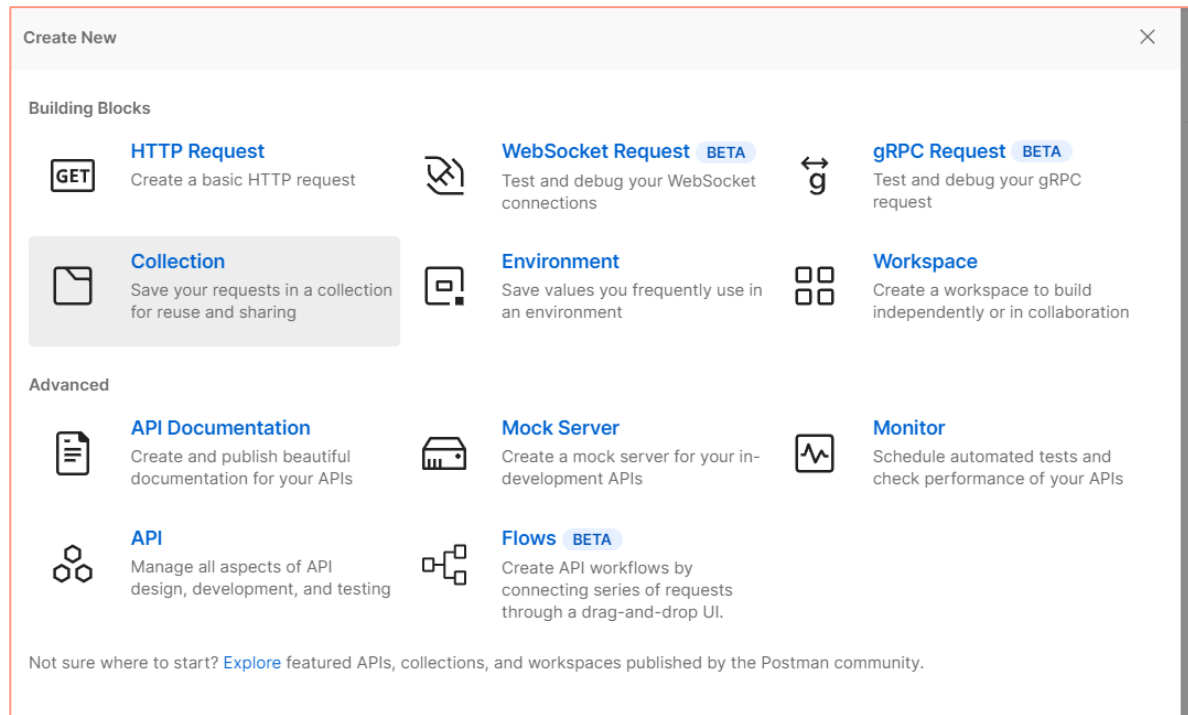 Create New
Building Blocks
GET
HTTP Request
Create a basic HTTP request
WebSocket Request BETA
Test and debug your WebSocket
connections
g
gRPC Request BETA
Test and debug your gRPC
request
Collection
Save your requests in a collection
for reuse and sharing
Environment
Save values you frequently use in
an environment
Workspace
Create a workspace to build
independently or in collaboration
Advanced
API Documentation
Create and publish beautiful
documentation for your APIs
Mock Server
Create a mock server for your in-
development APIs
Monitor
Schedule automated tests and
check performance of your APIs
API
Manage all aspects of API
design, development, and testing
Flows BETA
Create API workflows by
connecting series of requests
through a drag-and-drop UI.
Not sure where to start? Explore featured APIs, collections, and workspaces published by the Postman community.